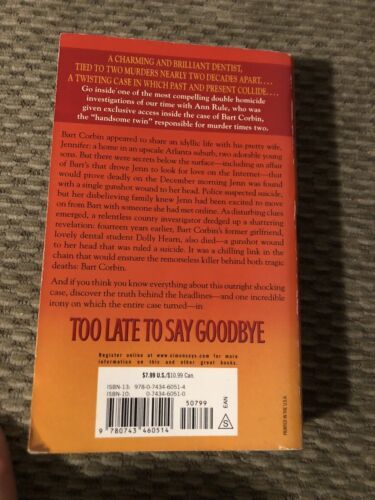 A CHARMING AND BRILLIANT DENTIST,
TIED TO TWO MURDERS NEARLY TWO DECADES APART. . . .
A TWISTING CASE IN WHICH PAST AND PRESENT COLLIDE. . . .
Go inside one of the most compelling double homicide
investigations of our time with Ann Rule, who was
given exclusive access inside the case of Bart Corbin,
the "handsome twin" responsible for murder times two.
Bart Corbin appeared to share an idyllic life with his pretty wife,
Jennifer: a home in an upscale Atlanta suburb; two adorable young
sons. But there were secrets below the surface—including an affair
of Bart's that drove Jenn to look for love on the Internet—that
would prove deadly on the December morning Jenn was found
with a single gunshot wound to her head. Police suspected suicide,
but her disbelieving family knew Jenn had been excited to move
on from Bart with someone she had met online. As disturbing clues
emerged, a relentless county investigator dredged up a shattering
revelation: fourteen years earlier, Bart Corbin's former girlfriend,
lovely dental student Dolly Hearn, also died—a gunshot wound
to her head that was ruled a suicide. It was a chilling link in the
chain that would ensnare the remorseless killer behind both tragic
deaths: Bart Corbin.
And if you think you know everything about this outright shocking
case, discover the truth behind the headlines—and one incredible
irony on which the entire case turned—in
TOO LATE TO SAY GOODBYE
Register online at www.simonsays.com for more
information on this and other great books.
$7.99 U.S./$10.99 Can.
ISBN-13: 978-0-7434-6051-4
ISBN-10: 0-7434-6051-0
50799
9 780743 460514
S
EAN
PRINTED IN THE U.S.A.